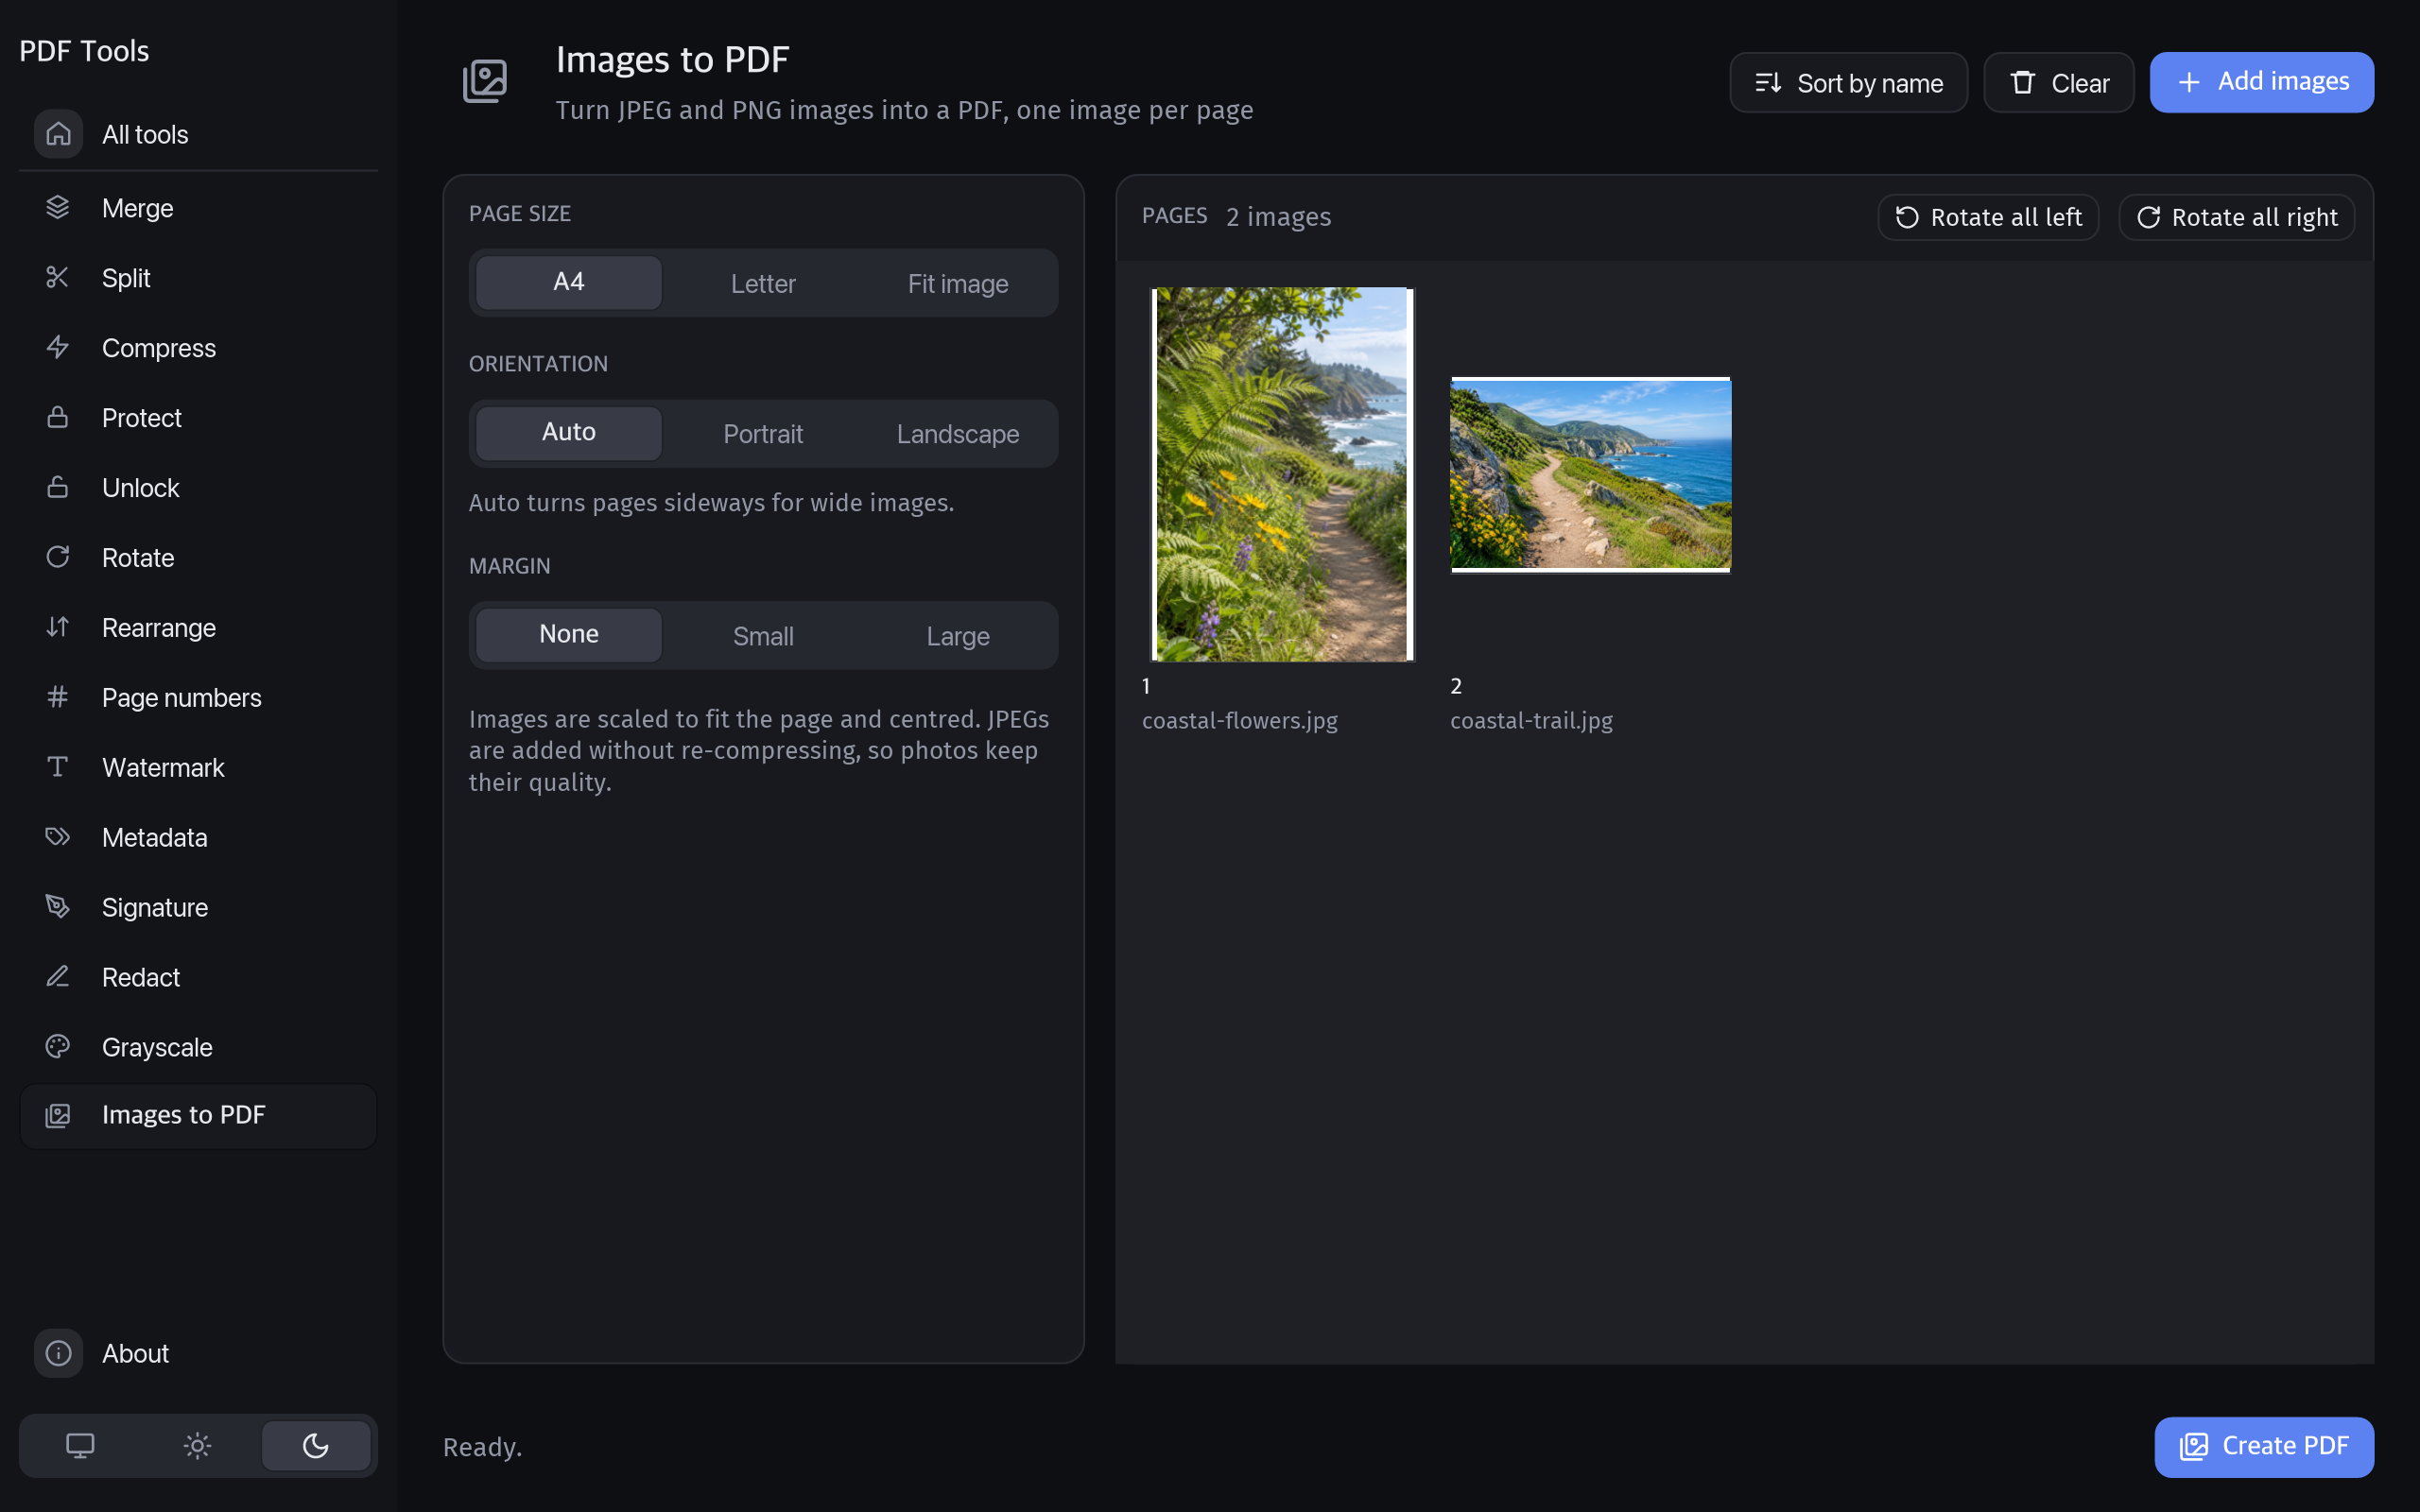 PDF Tools
All tools
Merge
Split
Compress
Protect
Unlock
Rotate
Rearrange
Page numbers
Watermark
Metadata
Signature
Redact
Grayscale
Images to PDF
About
Images to PDF
Turn JPEG and PNG images into a PDF, one image per page
Sort by name
Clear
Add images
PAGE SIZE
A4 Letter Fit image
ORIENTATION
Auto Portrait Landscape
Auto turns pages sideways for wide images.
MARGIN
None Small Large
Images are scaled to fit the page and centred. JPEGs
are added without re-compressing, so photos keep
their quality.
PAGES 2 images
Rotate all left
Rotate all right
1
coastal-flowers.jpg
2
coastal-trail.jpg
Ready.
Create PDF